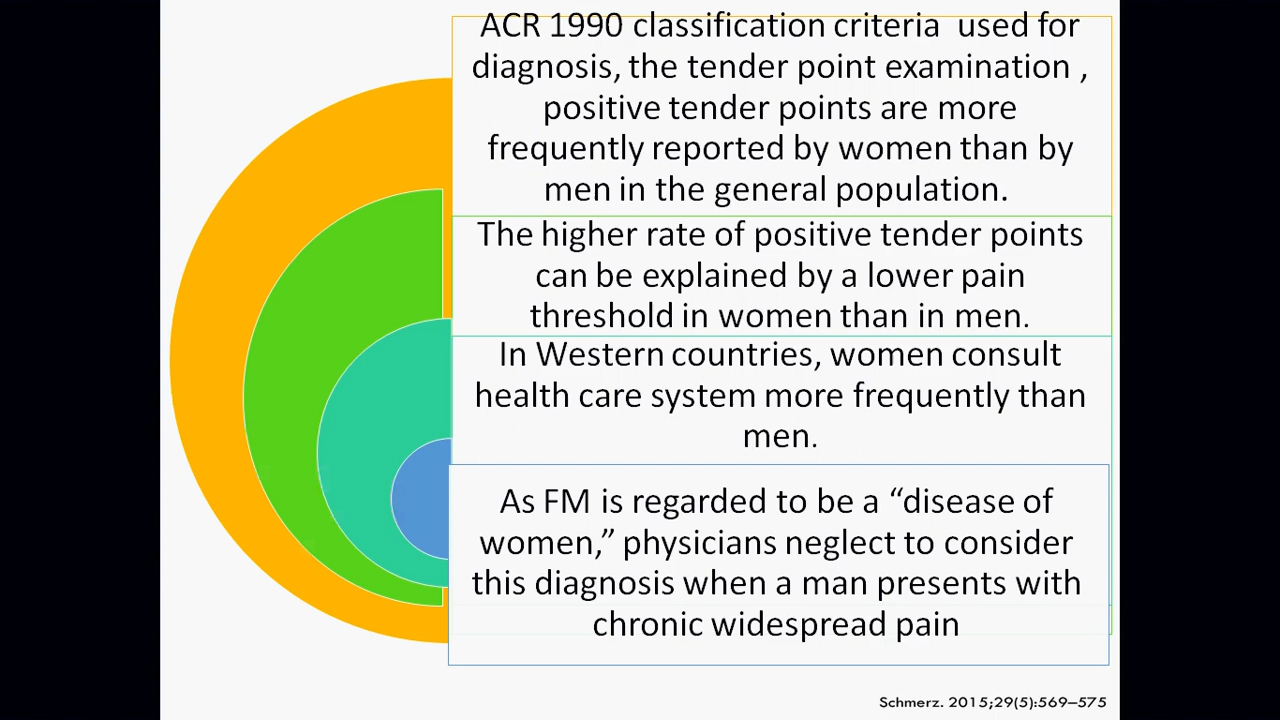 ACR 1990 classification criteria  used for
diagnosis, the tender point examination ,
positive tender points are more
frequently reported by women than by
men in the general population.
The higher rate of positive tender points
can be explained by a lower pain
threshold in women than in men.
In Western countries, women consult
health care system more frequently than
men.
As FM is regarded to be a “disease of
women,” physicians neglect to consider
this diagnosis when a man presents with
chronic widespread pain
Schmerz. 2015;29(5):569–575